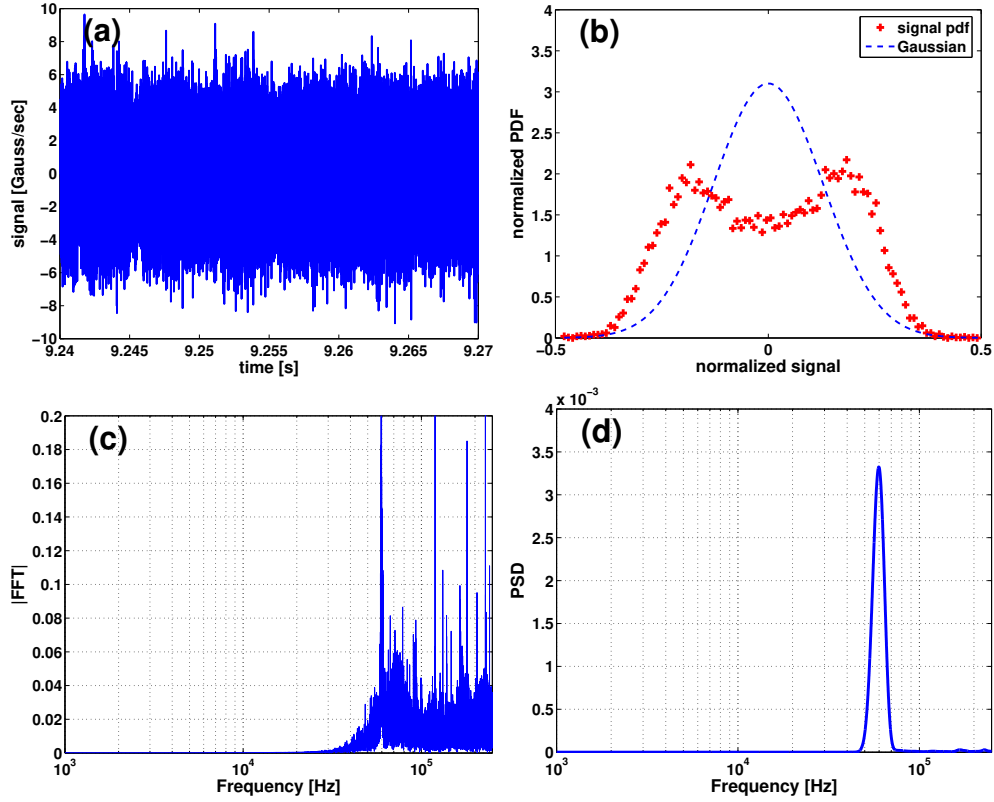 (a)
10
8
6
4
2
0
−2
−4
−6
−8
−10
signal [Gauss/sec]
9.24 9.245 9.25 9.255 9.26 9.265 9.27
time [s]
(b)
signal pdf
Gaussian
4
3.5
3
2.5
2
1.5
1
0.5
0
normalized PDF
−0.5 0 0.5
normalized signal
(c)
0.2
0.18
0.16
0.14
0.12
0.1
0.08
0.06
0.04
0.02
0
|FFT|
10^3 10^4 10^5
Frequency [Hz]
(d)
x 10^−3
4
3.5
3
2.5
2
1.5
1
0.5
0
PSD
10^3 10^4 10^5
Frequency [Hz]